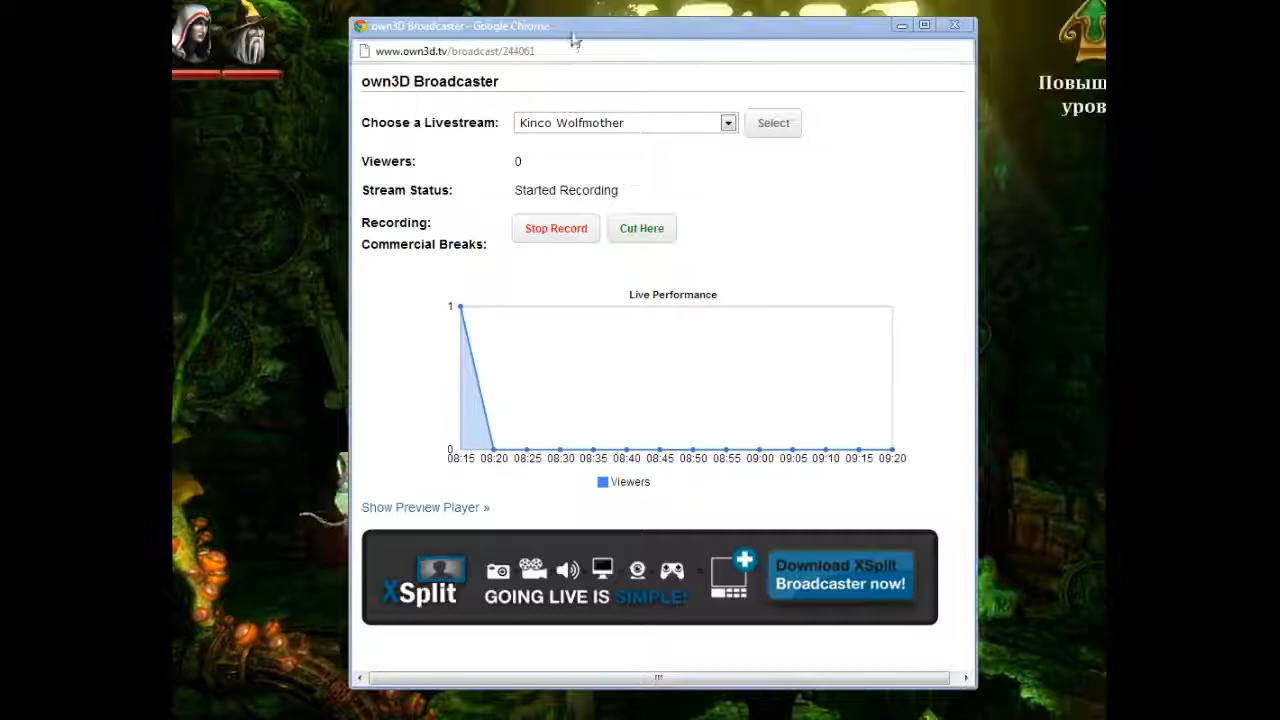 own3D Broadcaster - Google Chrome
www.own3d.tv/broadcast/244061
own3D Broadcaster
Повыш
уров
Choose a Livestream: Kinco Wolfmother Select
Viewers: 0
Stream Status: Started Recording
Recording: Stop Record Cut Here
Commercial Breaks:
Live Performance
1
0
08:15 08:20 08:25 08:30 08:35 08:40 08:45 08:50 08:55 09:00 09:05 09:10 09:15 09:20
Viewers
Show Preview Player »
XSplit
GOING LIVE IS SIMPLE!
Download XSplit
Broadcaster now!